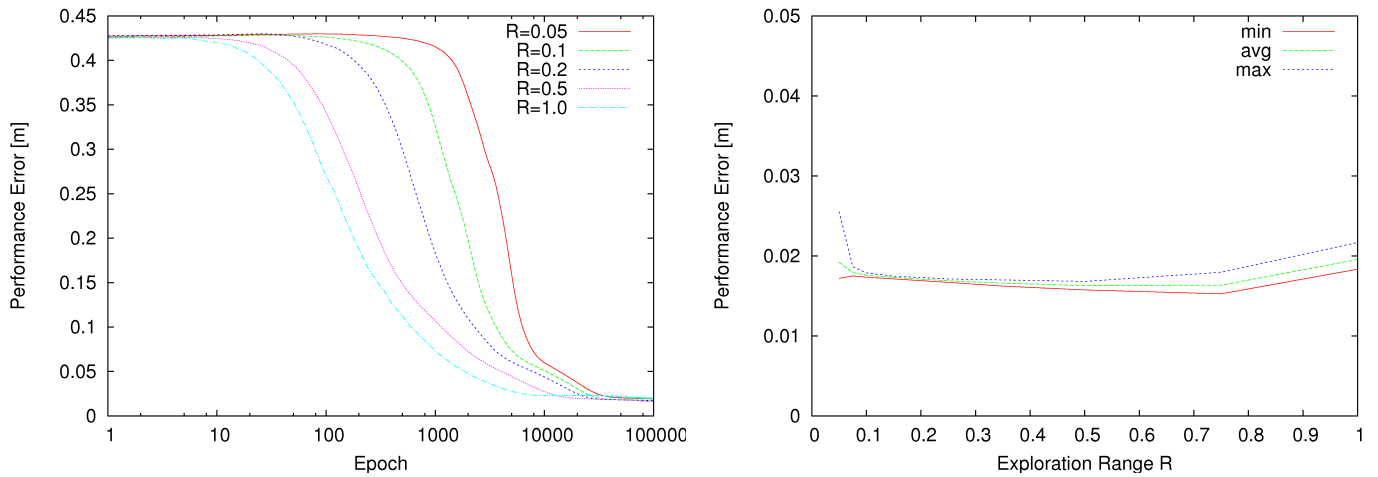 0.45
0.4
0.35
0.3
0.25
0.2
0.15
0.1
0.05
0
1
10
100
1000
10000
100000
Performance Error [m]
Epoch
R=0.05
R=0.1
R=0.2
R=0.5
R=1.0
0.05
0.04
0.03
0.02
0.01
0
0
0.1
0.2
0.3
0.4
0.5
0.6
0.7
0.8
0.9
1
Performance Error [m]
Exploration Range R
min
avg
max